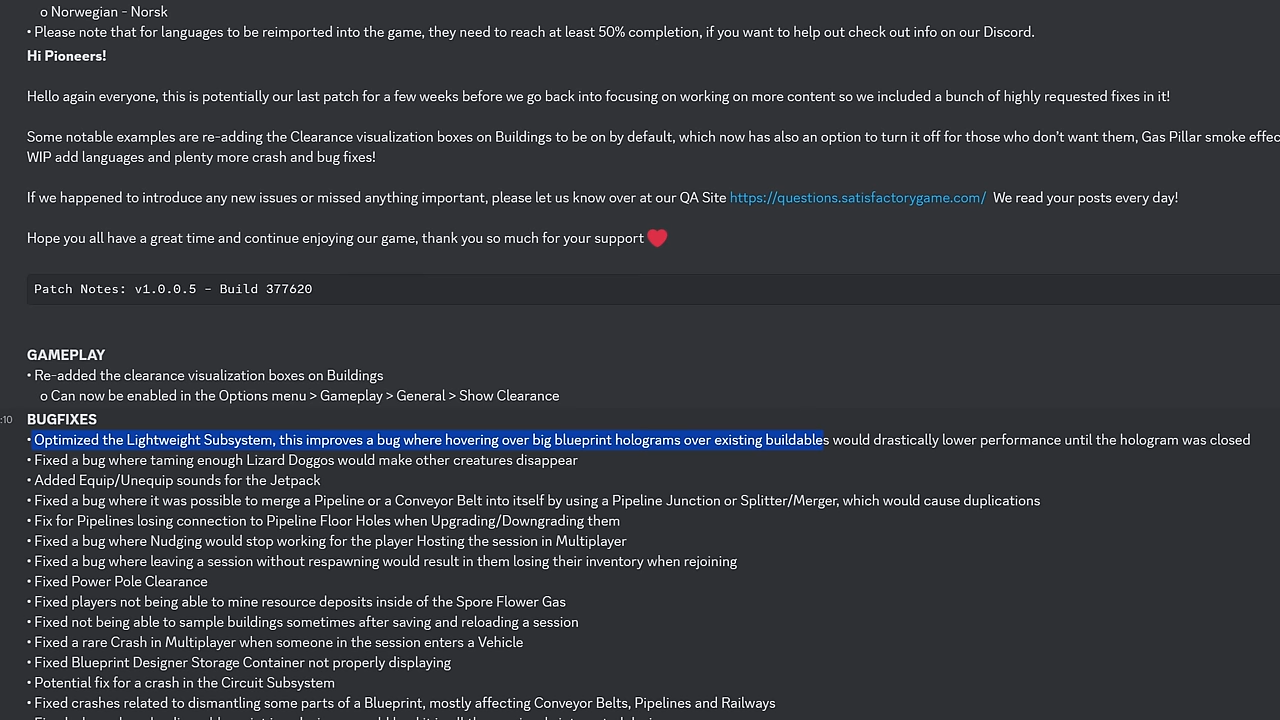 o Norwegian - Norsk
• Please note that for languages to be reimported into the game, they need to reach at least 50% completion, if you want to help out check out info on our Discord.
Hi Pioneers!
Hello again everyone, this is potentially our last patch for a few weeks before we go back into focusing on working on more content so we included a bunch of highly requested fixes in it!
Some notable examples are re-adding the Clearance visualization boxes on Buildings to be on by default, which now has also an option to turn it off for those who don't want them, Gas Pillar smoke effec
WIP add languages and plenty more crash and bug fixes!
If we happened to introduce any new issues or missed anything important, please let us know over at our QA Site https://questions.satisfactorygame.com/ We read your posts every day!
Hope you all have a great time and continue enjoying our game, thank you so much for your support ❤️
Patch Notes: v1.0.0.5 - Build 377620
GAMEPLAY
• Re-added the clearance visualization boxes on Buildings
o Can now be enabled in the Options menu > Gameplay > General > Show Clearance
:10 BUGFIXES
• Optimized the Lightweight Subsystem, this improves a bug where hovering over big blueprint holograms over existing buildables would drastically lower performance until the hologram was closed
• Fixed a bug where taming enough Lizard Doggos would make other creatures disappear
• Added Equip/Unequip sounds for the Jetpack
• Fixed a bug where it was possible to merge a Pipeline or a Conveyor Belt into itself by using a Pipeline Junction or Splitter/Merger, which would cause duplications
• Fix for Pipelines losing connection to Pipeline Floor Holes when Upgrading/Downgrading them
• Fixed a bug where Nudging would stop working for the player Hosting the session in Multiplayer
• Fixed a bug where leaving a session without respawning would result in them losing their inventory when rejoining
• Fixed Power Pole Clearance
• Fixed players not being able to mine resource deposits inside of the Spore Flower Gas
• Fixed not being able to sample buildings sometimes after saving and reloading a session
• Fixed a rare Crash in Multiplayer when someone in the session enters a Vehicle
• Fixed Blueprint Designer Storage Container not properly displaying
• Potential fix for a crash in the Circuit Subsystem
• Fixed crashes related to dismantling some parts of a Blueprint, mostly affecting Conveyor Belts, Pipelines and Railways